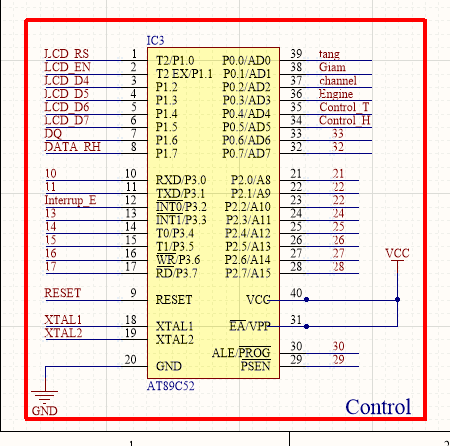 IC3
LCD_RS 1 T2/P1.0 P0.0/AD0 39 tang
LCD_EN 2 T2 EX/P1.1 P0.1/AD1 38 Giam
LCD_D4 3 P1.2 P0.2/AD2 37 channel
LCD_D5 4 P1.3 P0.3/AD3 36 Engine
LCD_D6 5 P1.4 P0.4/AD4 35 Control_T
LCD_D7 6 P1.5 P0.5/AD5 34 Control_H
DQ 7 P1.6 P0.6/AD6 33 33
DATA_RH 8 P1.7 P0.7/AD7 32 32
10 10 RXD/P3.0 P2.0/A8 21 21
11 11 TXD/P3.1 P2.1/A9 22 22
Interrup_E 12 INT0/P3.2 P2.2/A10 23 22
13 13 INT1/P3.3 P2.3/A11 24 24
14 14 T0/P3.4 P2.4/A12 25 25
15 15 T1/P3.5 P2.5/A13 26 26
16 16 WR/P3.6 P2.6/A14 27 27
17 17 RD/P3.7 P2.7/A15 28 28
VCC
RESET 9 RESET VCC 40
XTAL1 18 XTAL1 EA/VPP 31
XTAL2 19 XTAL2
ALE/PROG 30 30
20 GND PSEN 29 29
AT89C52
GND
Control
1
2